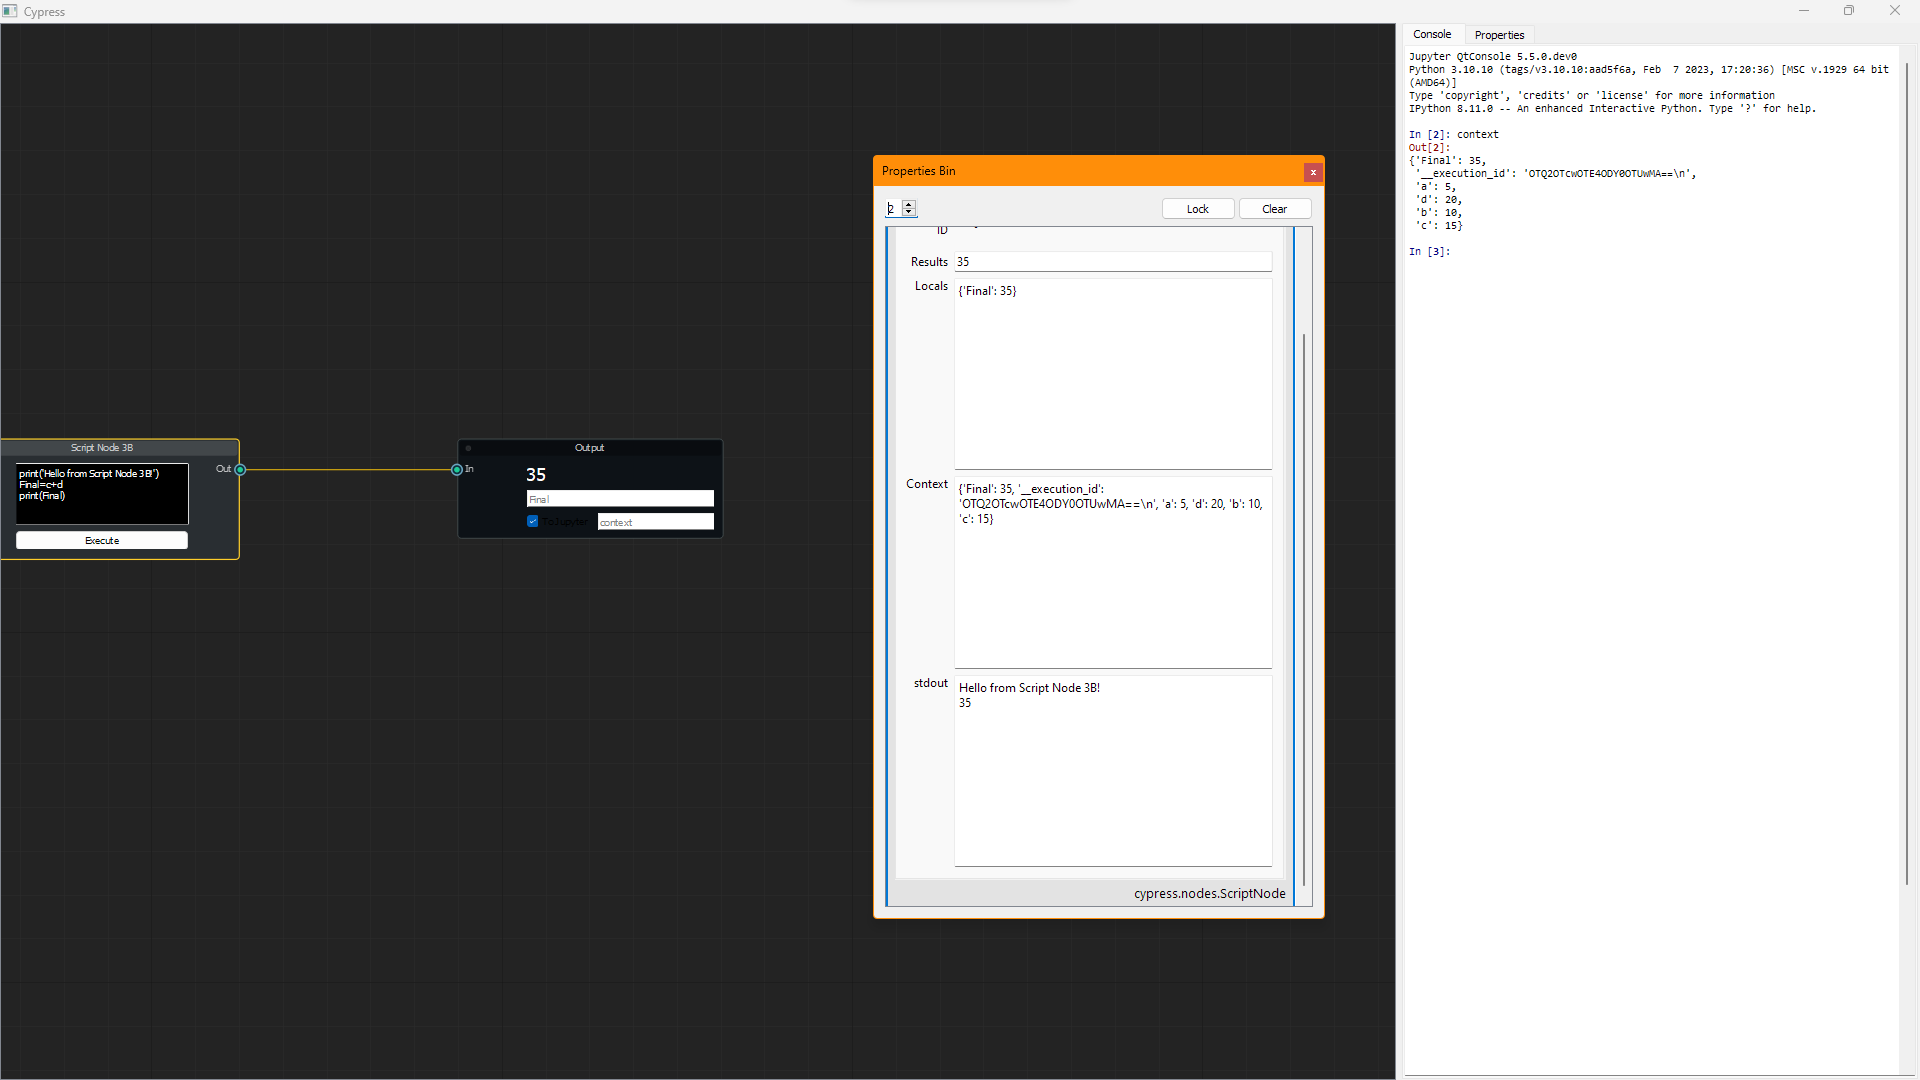 Cypress
Script Node 3B
print('Hello from Script Node 3B!')
Final=c+d
print(Final)
Out
Execute
Output
In
35
Final
To Jupyter
context
Properties Bin
x
2
Lock
Clear
ID
Results
35
Locals
{'Final': 35}
Context
{'Final': 35, '__execution_id':
'OTQ2OTcwOTE4ODY0OTUwMA==\n', 'a': 5, 'd': 20, 'b': 10,
'c': 15}
stdout
Hello from Script Node 3B!
35
cypress.nodes.ScriptNode
Console
Properties
Jupyter QtConsole 5.5.0.dev0
Python 3.10.10 (tags/v3.10.10:aad5f6a, Feb  7 2023, 17:20:36) [MSC v.1929 64 bit
(AMD64)]
Type 'copyright', 'credits' or 'license' for more information
IPython 8.11.0 -- An enhanced Interactive Python. Type '?' for help.
In [2]: context
Out[2]:
{'Final': 35,
'__execution_id': 'OTQ2OTcwOTE4ODY0OTUwMA==\n',
'a': 5,
'd': 20,
'b': 10,
'c': 15}
In [3]: